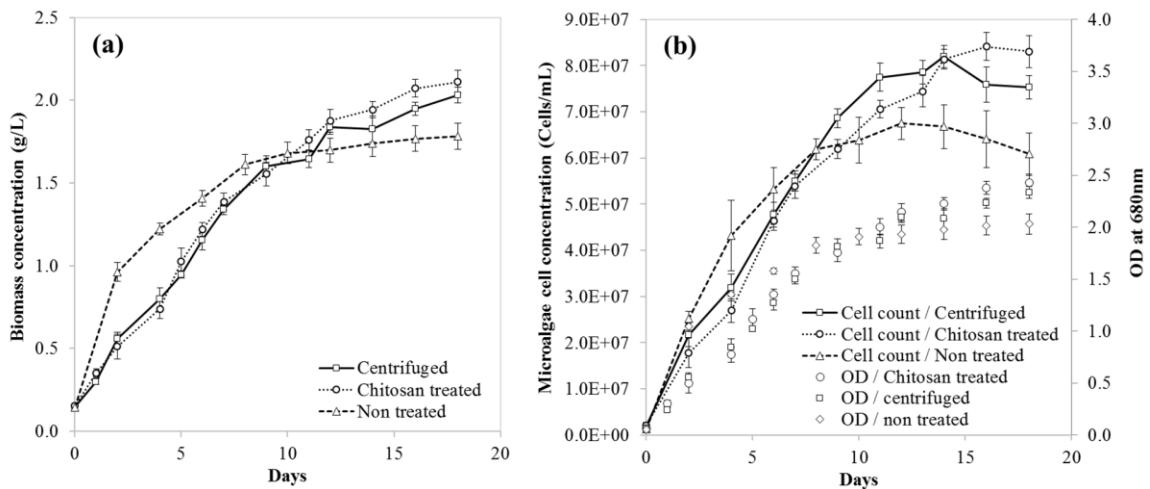 (a)
Biomass concentration (g/L)
2.5
2.0
1.5
1.0
0.5
0.0
0
5
10
15
20
Days
Centrifuged
Chitosan treated
Non treated
(b)
Microalgae cell concentration (Cells/mL)
9.0E+07
8.0E+07
7.0E+07
6.0E+07
5.0E+07
4.0E+07
3.0E+07
2.0E+07
1.0E+07
0.0E+00
0
5
10
15
20
Days
4.0
3.5
3.0
2.5
2.0
1.5
1.0
0.5
0.0
OD at 680nm
Cell count / Centrifuged
Cell count / Chitosan treated
Cell count / Non treated
OD / Chitosan treated
OD / centrifuged
OD / non treated